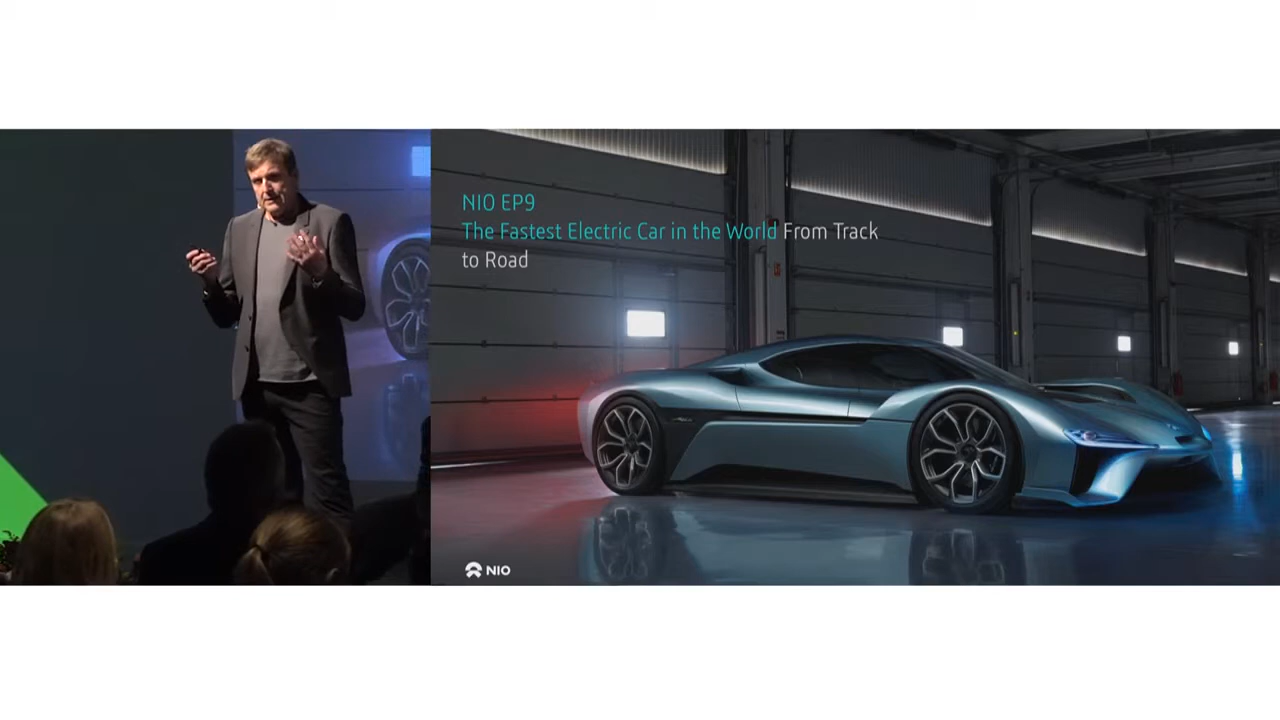 NIO EP9
The Fastest Electric Car in the World From Track
to Road
NIO